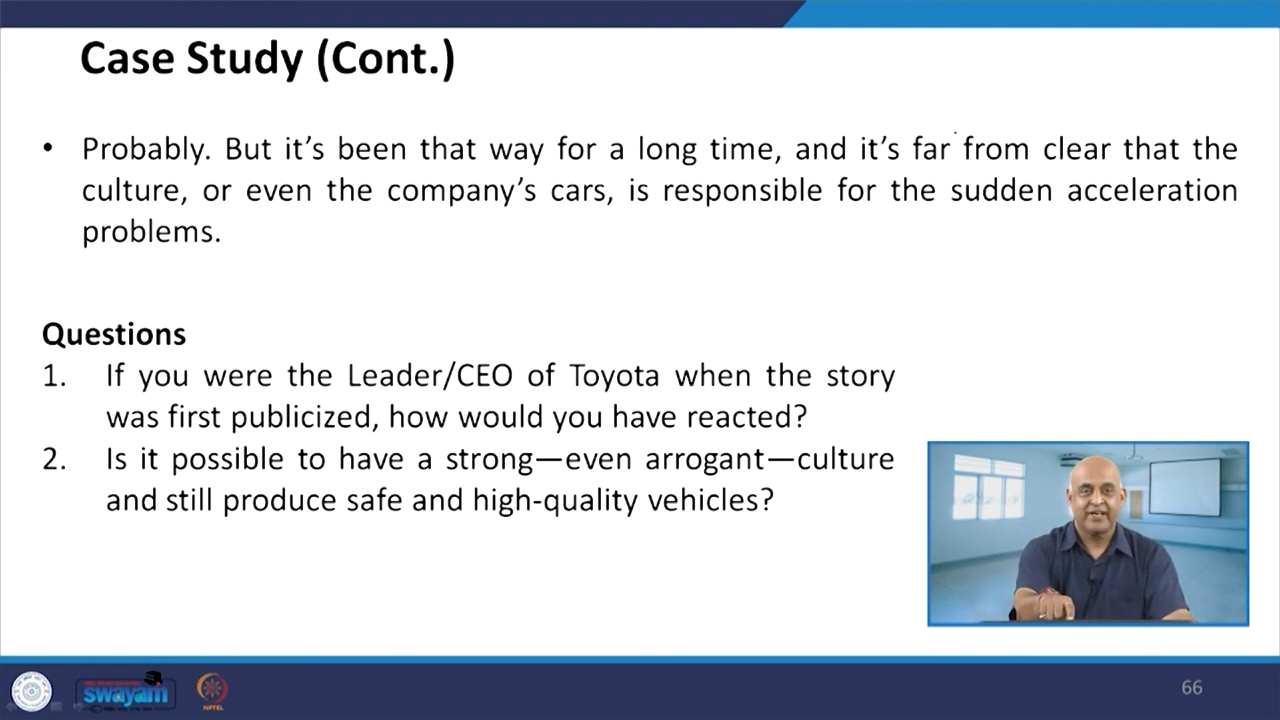 Case Study (Cont.)
• Probably. But it's been that way for a long time, and it's far from clear that the
culture, or even the company's cars, is responsible for the sudden acceleration
problems.
Questions
1. If you were the Leader/CEO of Toyota when the story
was first publicized, how would you have reacted?
2. Is it possible to have a strong—even arrogant—culture
and still produce safe and high-quality vehicles?
swayam
NPTEL
66